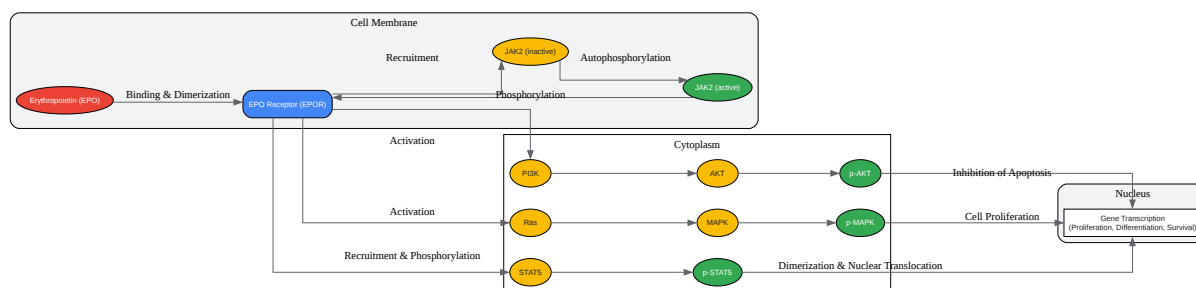 Cell Membrane
JAK2 (inactive)
Recruitment
Autophosphorylation
JAK2 (active)
Erythropoietin (EPO)
Binding & Dimerization
Phosphorylation
EPO Receptor (EPOR)
Activation
Cytoplasm
PI3K
AKT
p-AKT
Inhibition of Apoptosis
Nucleus
Activation
Ras
MAPK
p-MAPK
Cell Proliferation
Gene Transcription
(Proliferation, Differentiation, Survival)
Recruitment & Phosphorylation
STAT5
p-STAT5
Dimerization & Nuclear Translocation